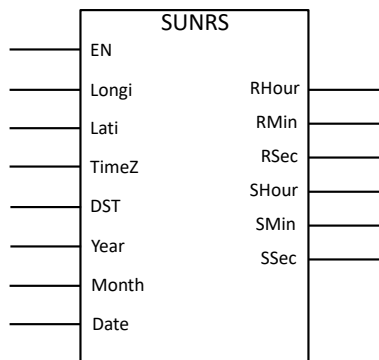 SUNRS
EN
Longi
Lati
TimeZ
DST
Year
Month
Date
RHour
RMin
RSec
SHour
SMin
SSec